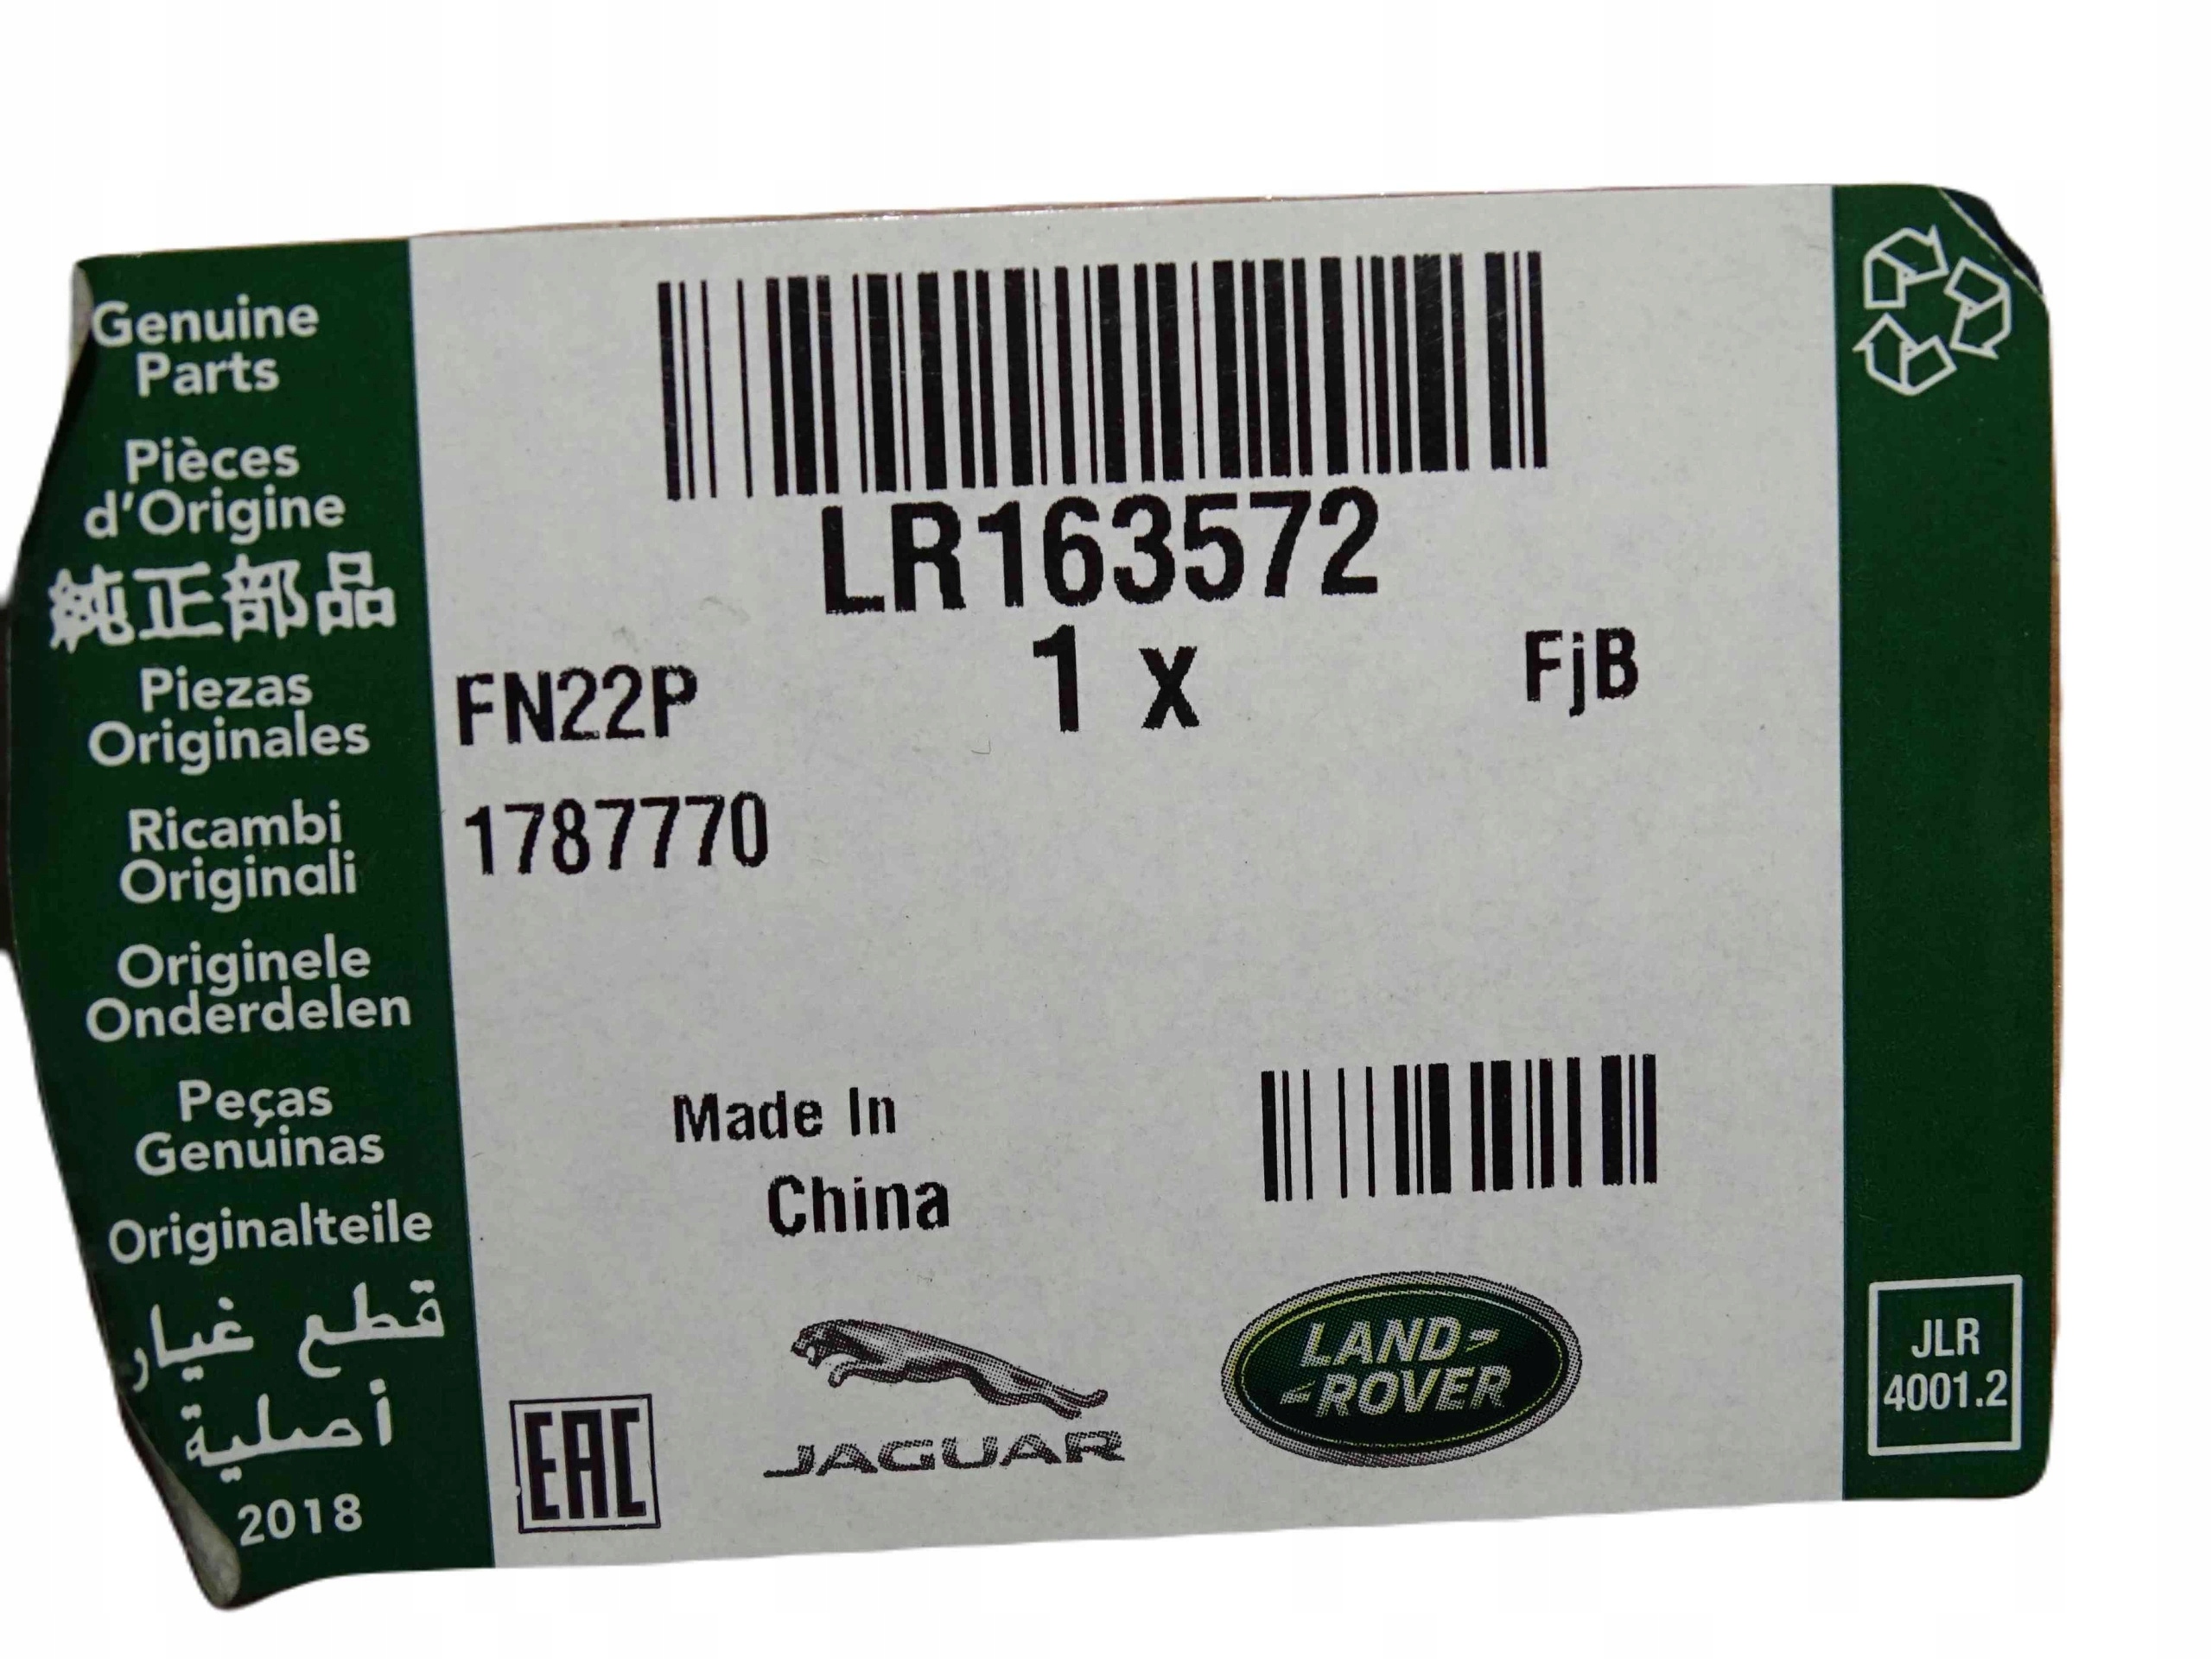 Genuine
Parts
Pièces
d'Origine
純正部品
Piezas
Originales
Ricambi
Originali
Originele
Onderdelen
Peças
Genuinas
Originalteile
قطع غيار
أصلية
2018
LR163572
FN22P 1 x FjB
1787770
Made In
China
EAC
JAGUAR
LAND
ROVER
JLR
4001.2